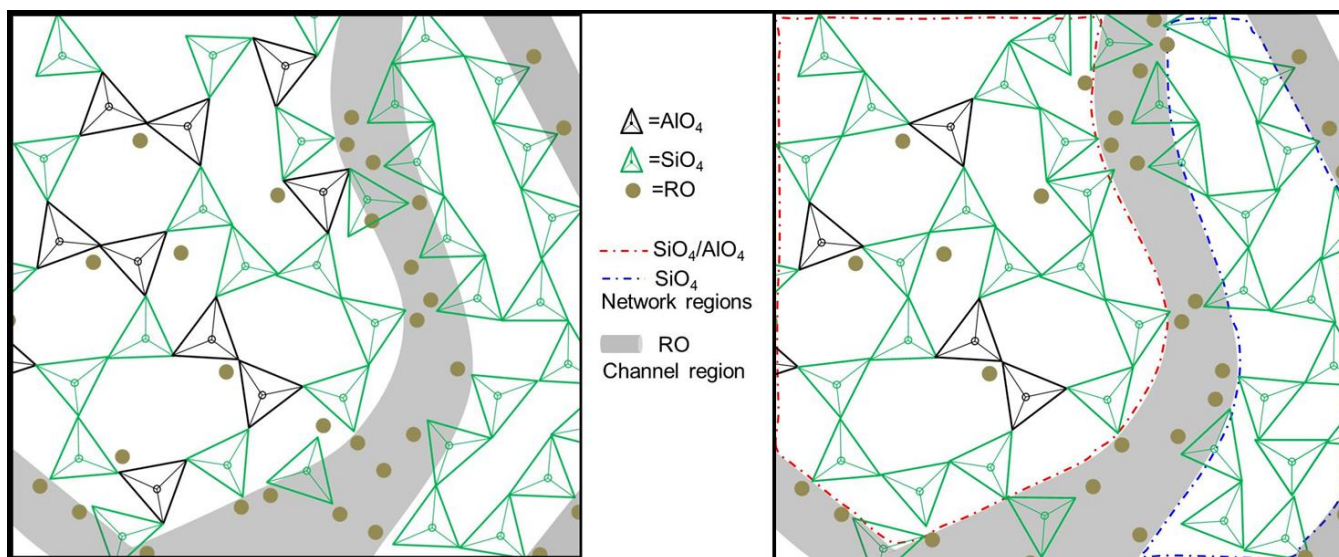 =AlO₄
=SiO₄
=RO
SiO₄/AlO₄
SiO₄
Network regions
RO
Channel region